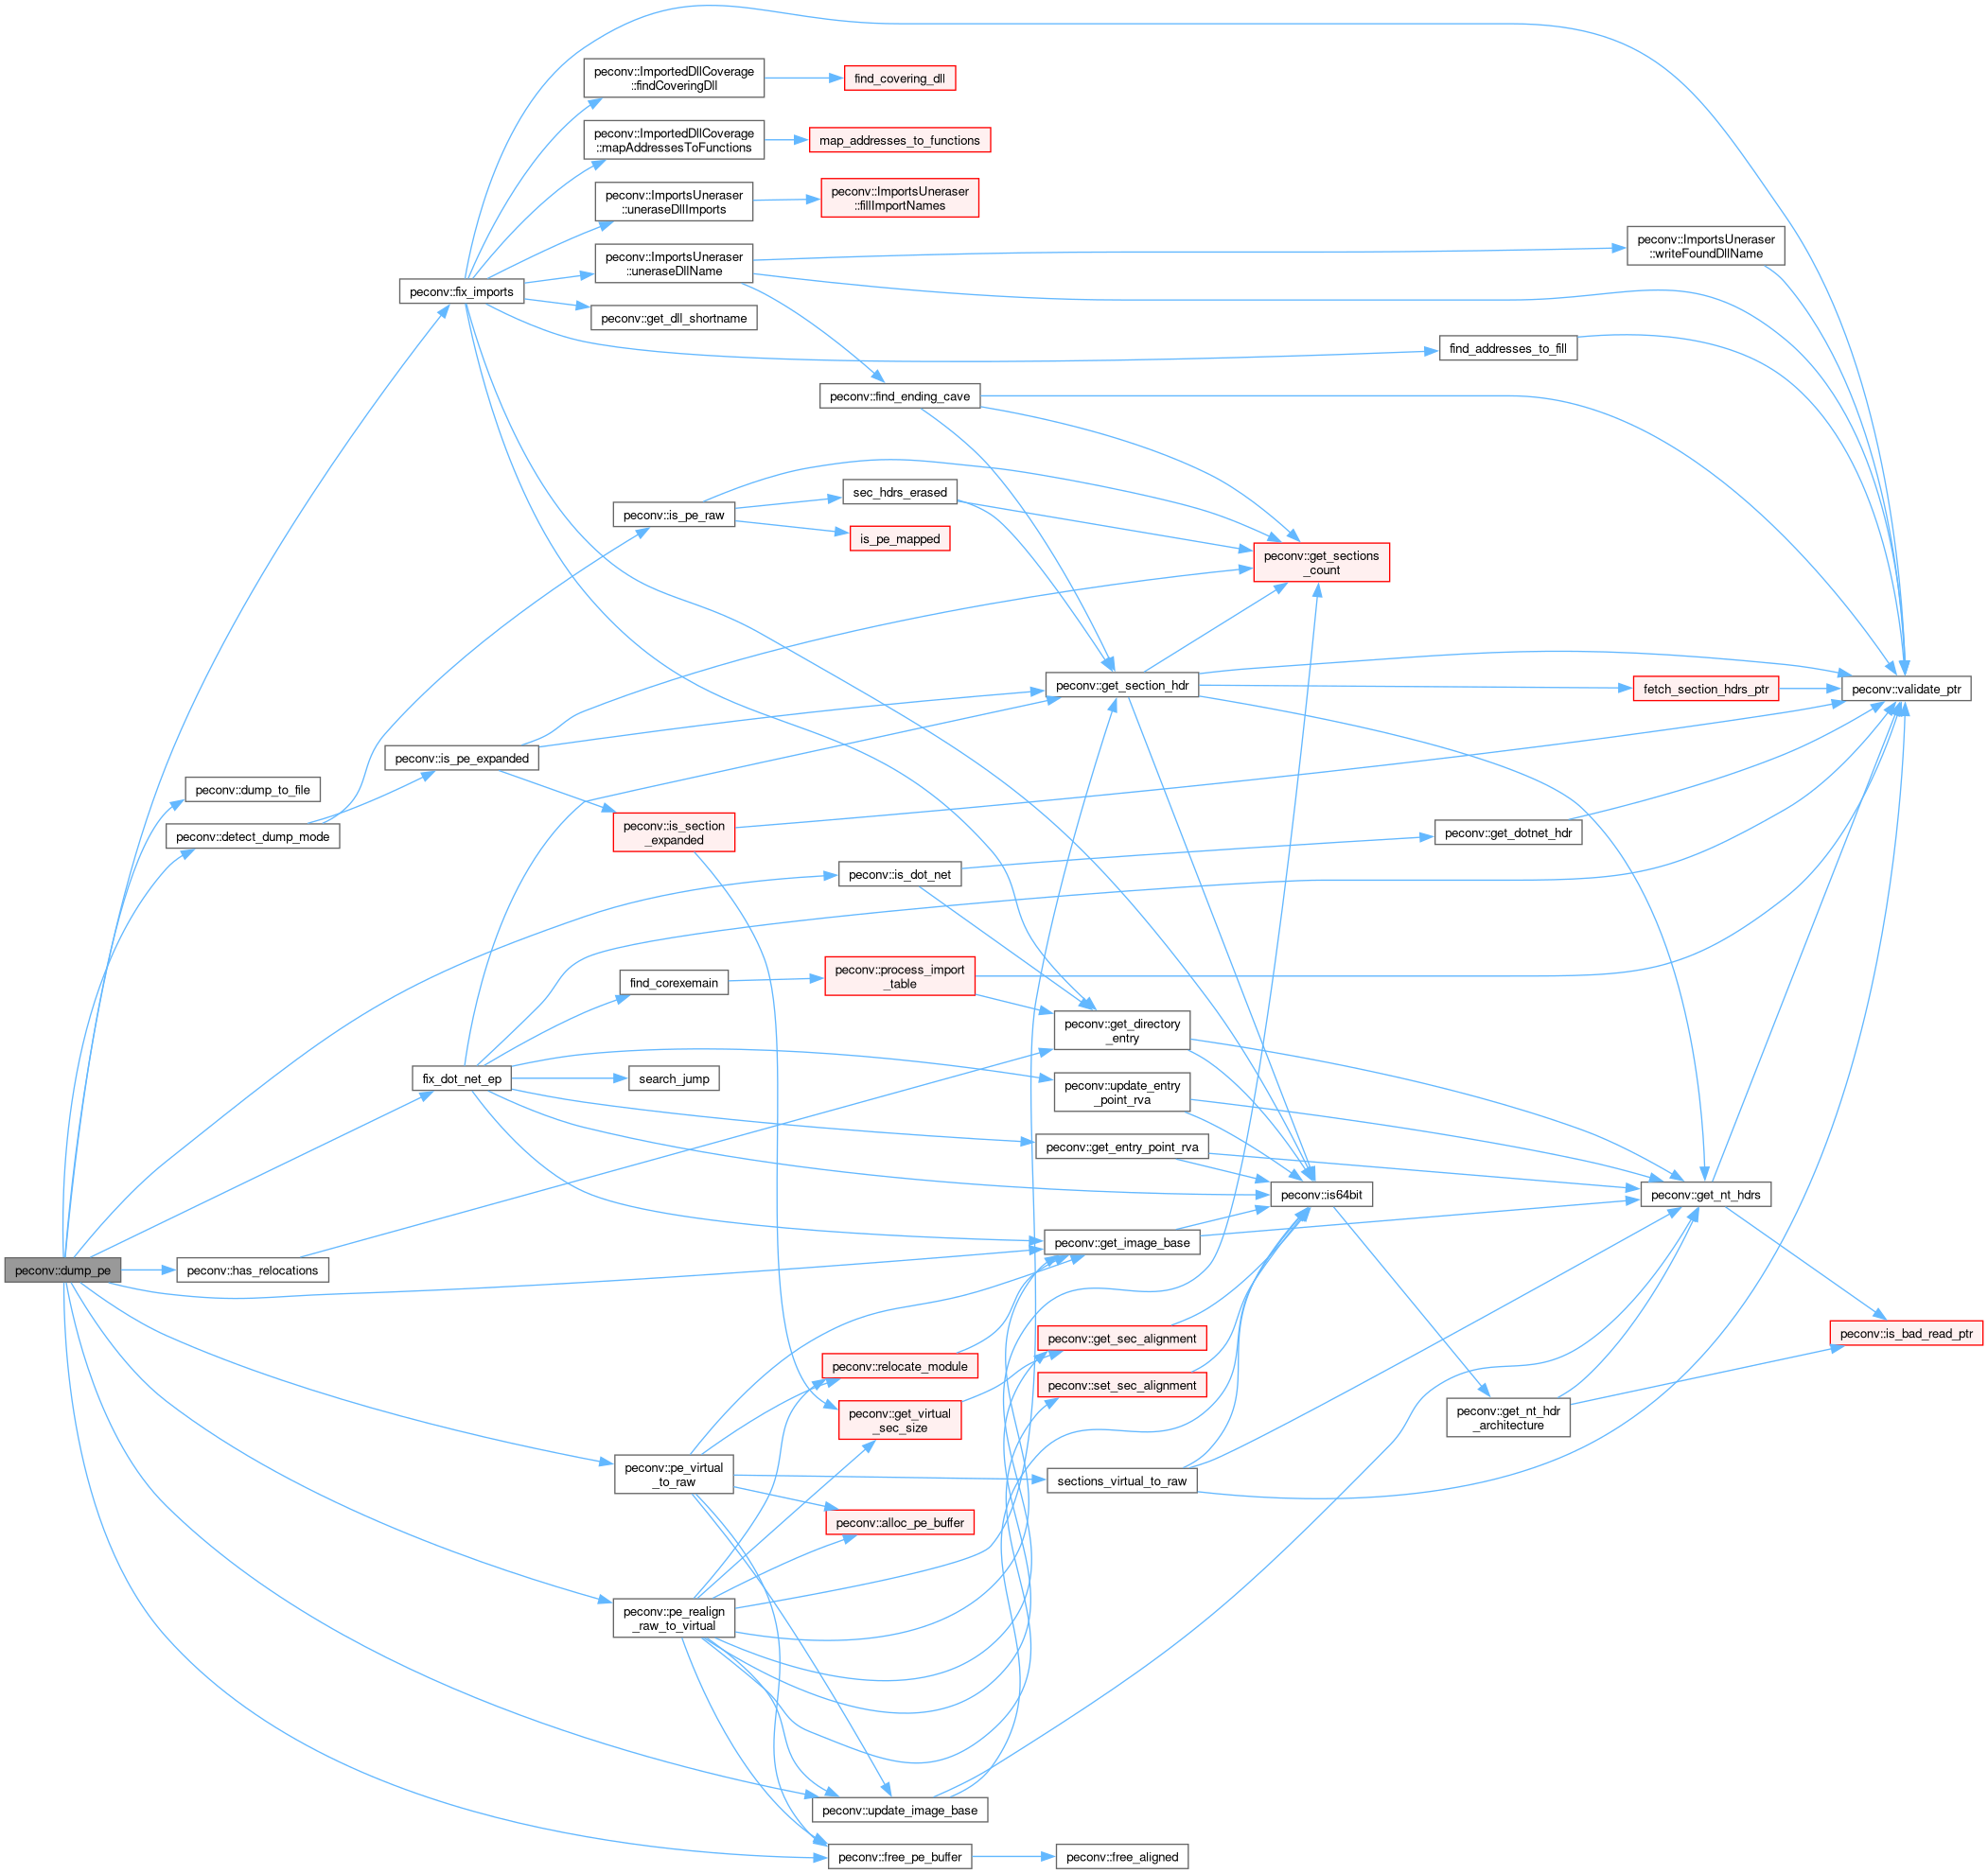 peconv::ImportedDllCoverage
::findCoveringDll
find_covering_dll
peconv::ImportedDllCoverage
::mapAddressesToFunctions
map_addresses_to_functions
peconv::ImportsUneraser
::uneraseDllImports
peconv::ImportsUneraser
::fillImportNames
peconv::ImportsUneraser
::uneraseDllName
peconv::ImportsUneraser
::writeFoundDllName
peconv::fix_imports
peconv::get_dll_shortname
find_addresses_to_fill
peconv::find_ending_cave
sec_hdrs_erased
peconv::is_pe_raw
is_pe_mapped
peconv::get_sections
_count
peconv::get_section_hdr
fetch_section_hdrs_ptr
peconv::validate_ptr
peconv::is_pe_expanded
peconv::dump_to_file
peconv::detect_dump_mode
peconv::is_section
_expanded
peconv::get_dotnet_hdr
peconv::is_dot_net
find_corexemain
peconv::process_import
_table
peconv::get_directory
_entry
fix_dot_net_ep
search_jump
peconv::update_entry
_point_rva
peconv::get_entry_point_rva
peconv::is64bit
peconv::get_nt_hdrs
peconv::get_image_base
peconv::dump_pe
peconv::has_relocations
peconv::get_sec_alignment
peconv::is_bad_read_ptr
peconv::relocate_module
peconv::set_sec_alignment
peconv::get_virtual
_sec_size
peconv::get_nt_hdr
_architecture
peconv::pe_virtual
_to_raw
sections_virtual_to_raw
peconv::alloc_pe_buffer
peconv::pe_realign
_raw_to_virtual
peconv::update_image_base
peconv::free_pe_buffer
peconv::free_aligned